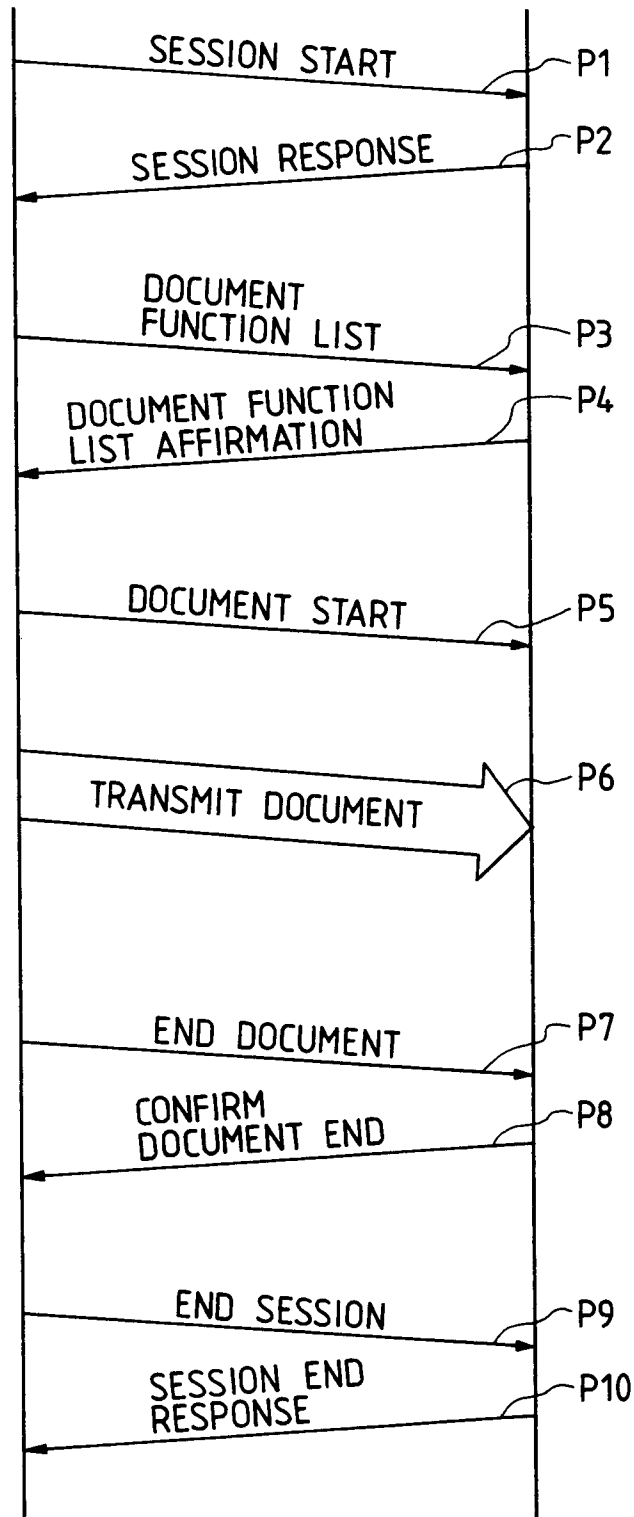 SESSION START P1
SESSION RESPONSE P2
DOCUMENT
FUNCTION LIST P3
DOCUMENT FUNCTION P4
LIST AFFIRMATION
DOCUMENT START P5
TRANSMIT DOCUMENT P6
END DOCUMENT P7
CONFIRM
DOCUMENT END P8
END SESSION P9
SESSION END P10
RESPONSE